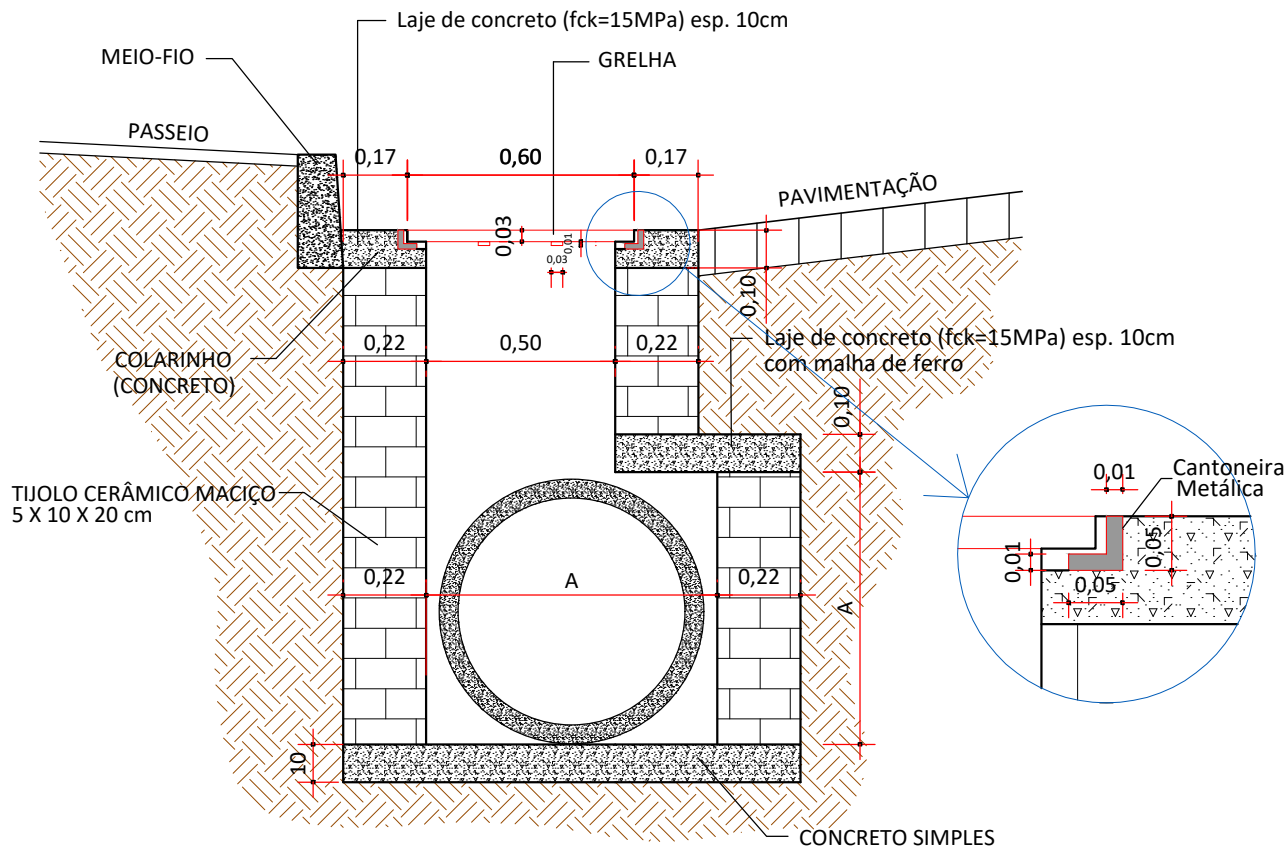 Laje de concreto (fck=15MPa) esp. 10cm
MEIO-FIO
GRELHA
PASSEIO
0,17
0,60
0,17
PAVIMENTAÇÃO
0,03
0,01
0,03
0,10
0,22
0,50
0,22
Laje de concreto (fck=15MPa) esp. 10cm
com malha de ferro
COLARINHO
(CONCRETO)
0,10
TIJOLO CERÂMICO MACIÇO
5 X 10 X 20 cm
0,01
Cantoneira
Metálica
0,01
0,05
0,05
0,22
A
0,22
A
10
CONCRETO SIMPLES